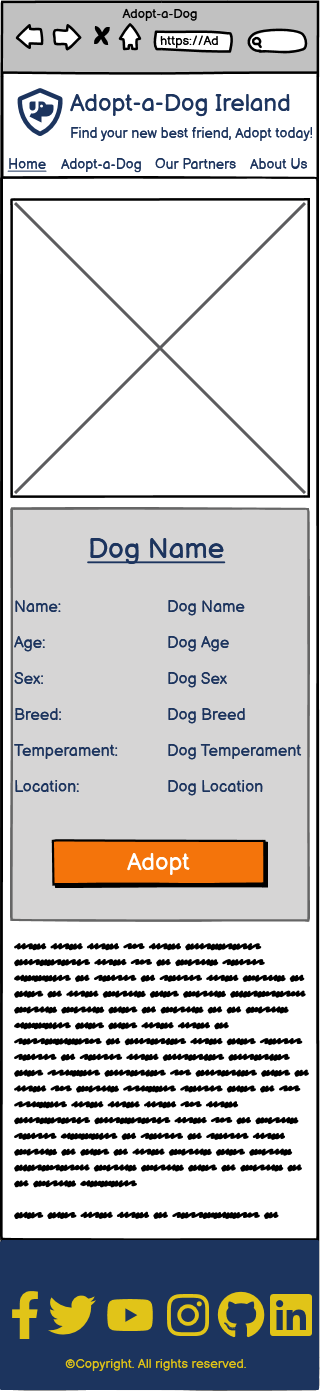 Adopt-a-Dog
https://Ad
Adopt-a-Dog Ireland
Find your new best friend, Adopt today!
Home Adopt-a-Dog Our Partners About Us
Dog Name
Name: Dog Name
Age: Dog Age
Sex: Dog Sex
Breed: Dog Breed
Temperament: Dog Temperament
Location: Dog Location
Adopt
©Copyright. All rights reserved.